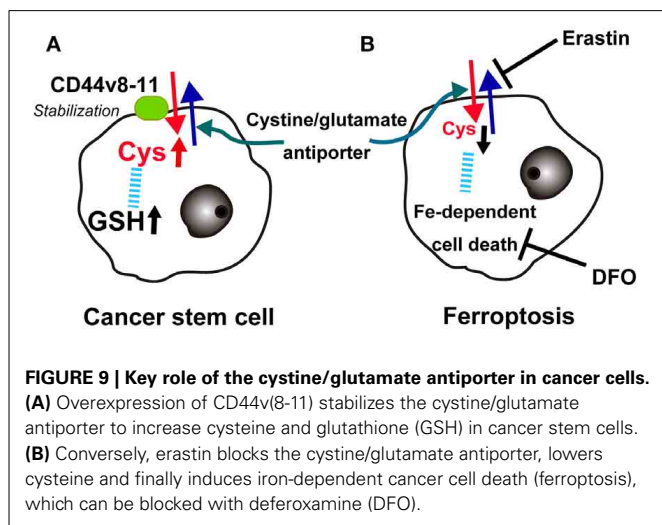 A
B
Erastin
CD44v8-11
Stabilization
Cystine/glutamate
antiporter
Cys
Cys
GSH
Fe-dependent
cell death
DFO
Cancer stem cell
Ferroptosis
FIGURE 9 | Key role of the cystine/glutamate antiporter in cancer cells.
(A) Overexpression of CD44v(8-11) stabilizes the cystine/glutamate
antiporter to increase cysteine and glutathione (GSH) in cancer stem cells.
(B) Conversely, erastin blocks the cystine/glutamate antiporter, lowers
cysteine and finally induces iron-dependent cancer cell death (ferroptosis),
which can be blocked with deferoxamine (DFO).